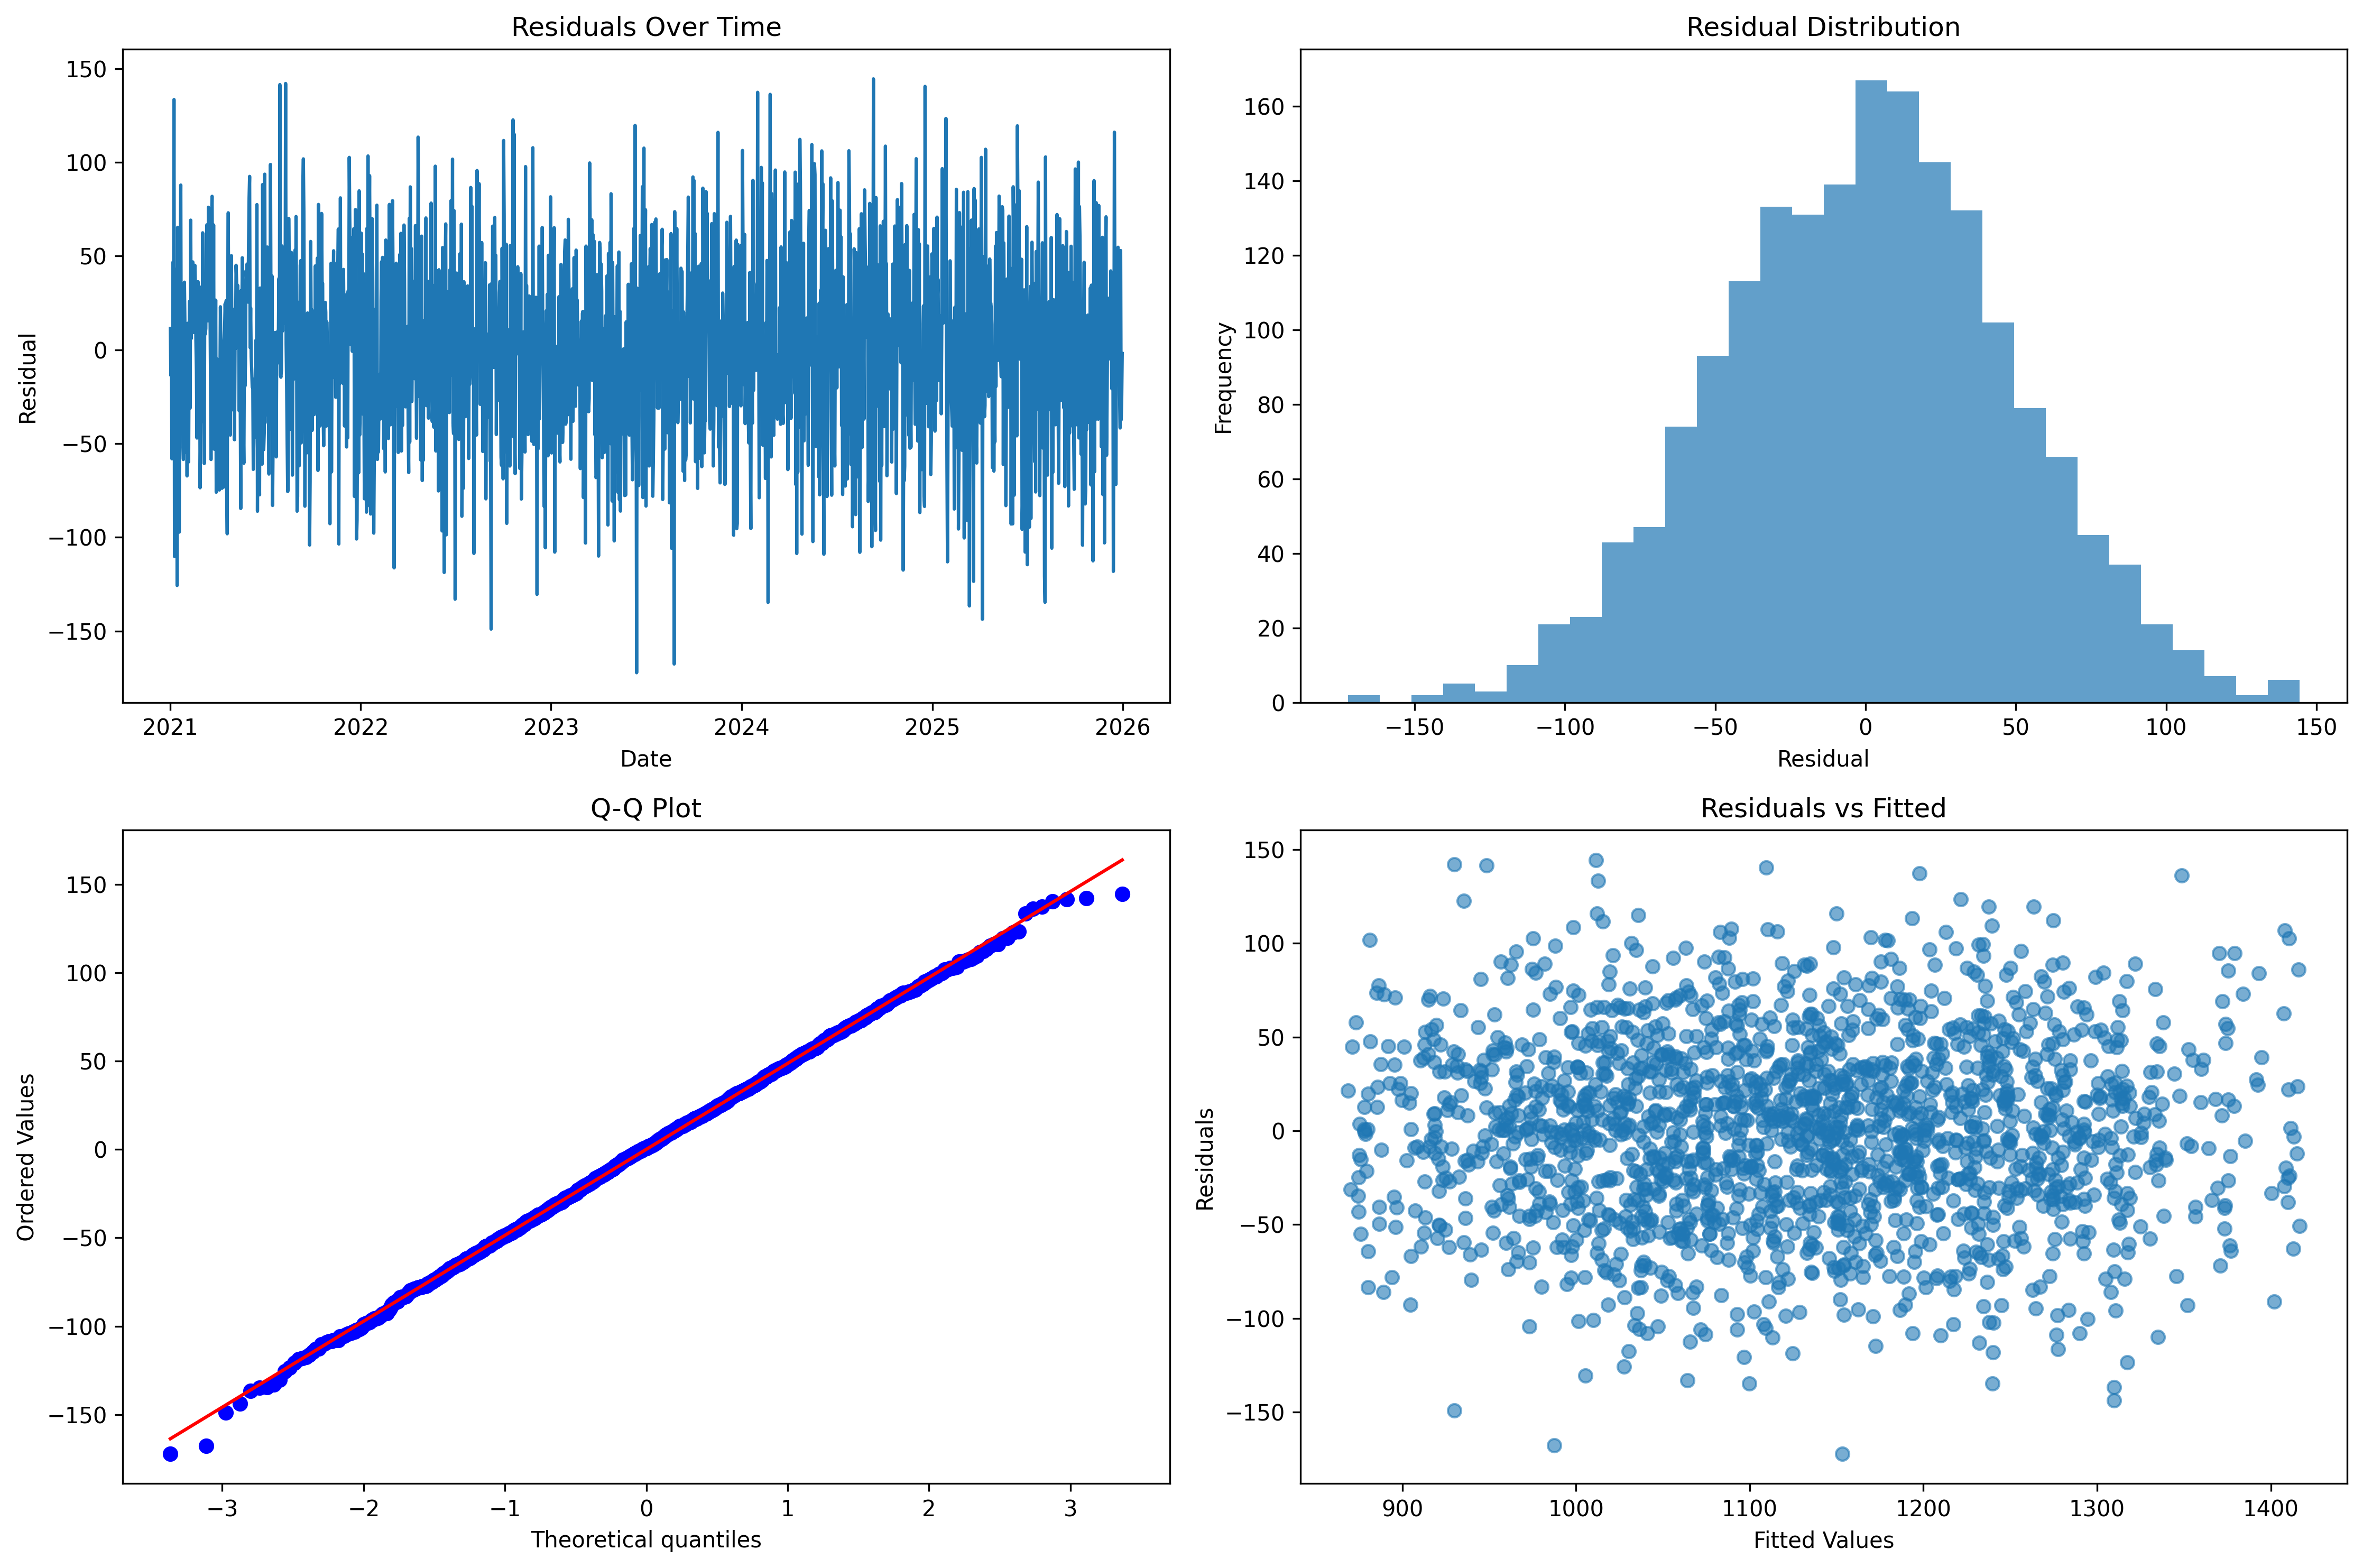 Residuals Over Time
Residual
150
100
50
0
−50
−100
−150
2021 2022 2023 2024 2025 2026
Date
Residual Distribution
Frequency
160
140
120
100
80
60
40
20
0
−150 −100 −50 0 50 100 150
Residual
Q-Q Plot
Ordered Values
150
100
50
0
−50
−100
−150
−3 −2 −1 0 1 2 3
Theoretical quantiles
Residuals vs Fitted
Residuals
150
100
50
0
−50
−100
−150
900 1000 1100 1200 1300 1400
Fitted Values